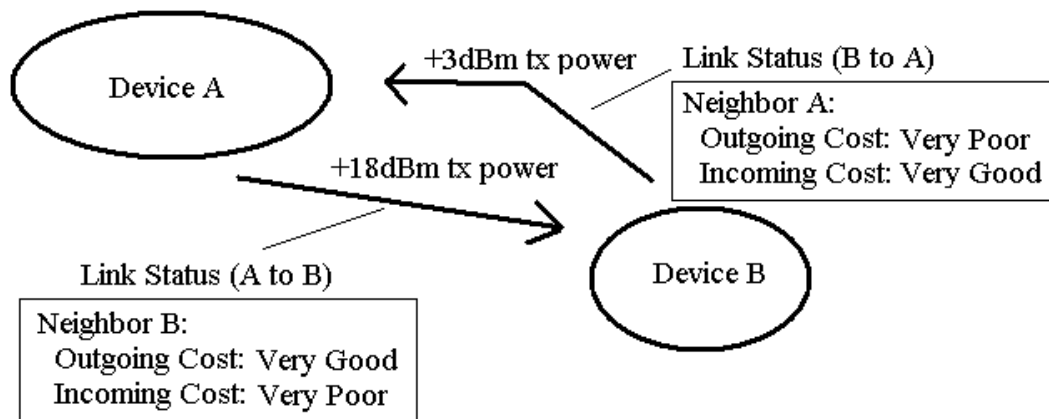 Device A
+3dBm tx power
Link Status (B to A)
Neighbor A:
Outgoing Cost: Very Poor
Incoming Cost: Very Good
+18dBm tx power
Device B
Link Status (A to B)
Neighbor B:
Outgoing Cost: Very Good
Incoming Cost: Very Poor